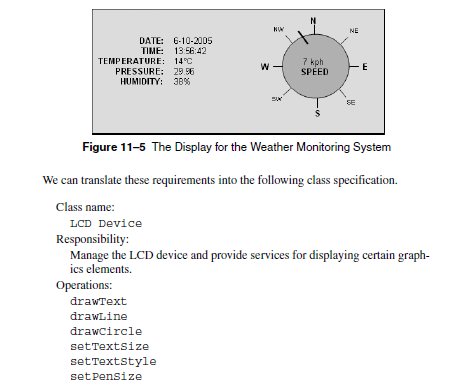 DATE: 6-10-2005
TIME: 13:56:42
TEMPERATURE: 14°C
PRESSURE: 29.96
HUMIDITY: 38%
N
NW NE
W 7 kph E
SPEED
SW SE
S
Figure 11–5 The Display for the Weather Monitoring System
We can translate these requirements into the following class specification.
Class name:
LCD Device
Responsibility:
Manage the LCD device and provide services for displaying certain graph-
ics elements.
Operations:
drawText
drawLine
drawCircle
setTextSize
setTextStyle
setPenSize